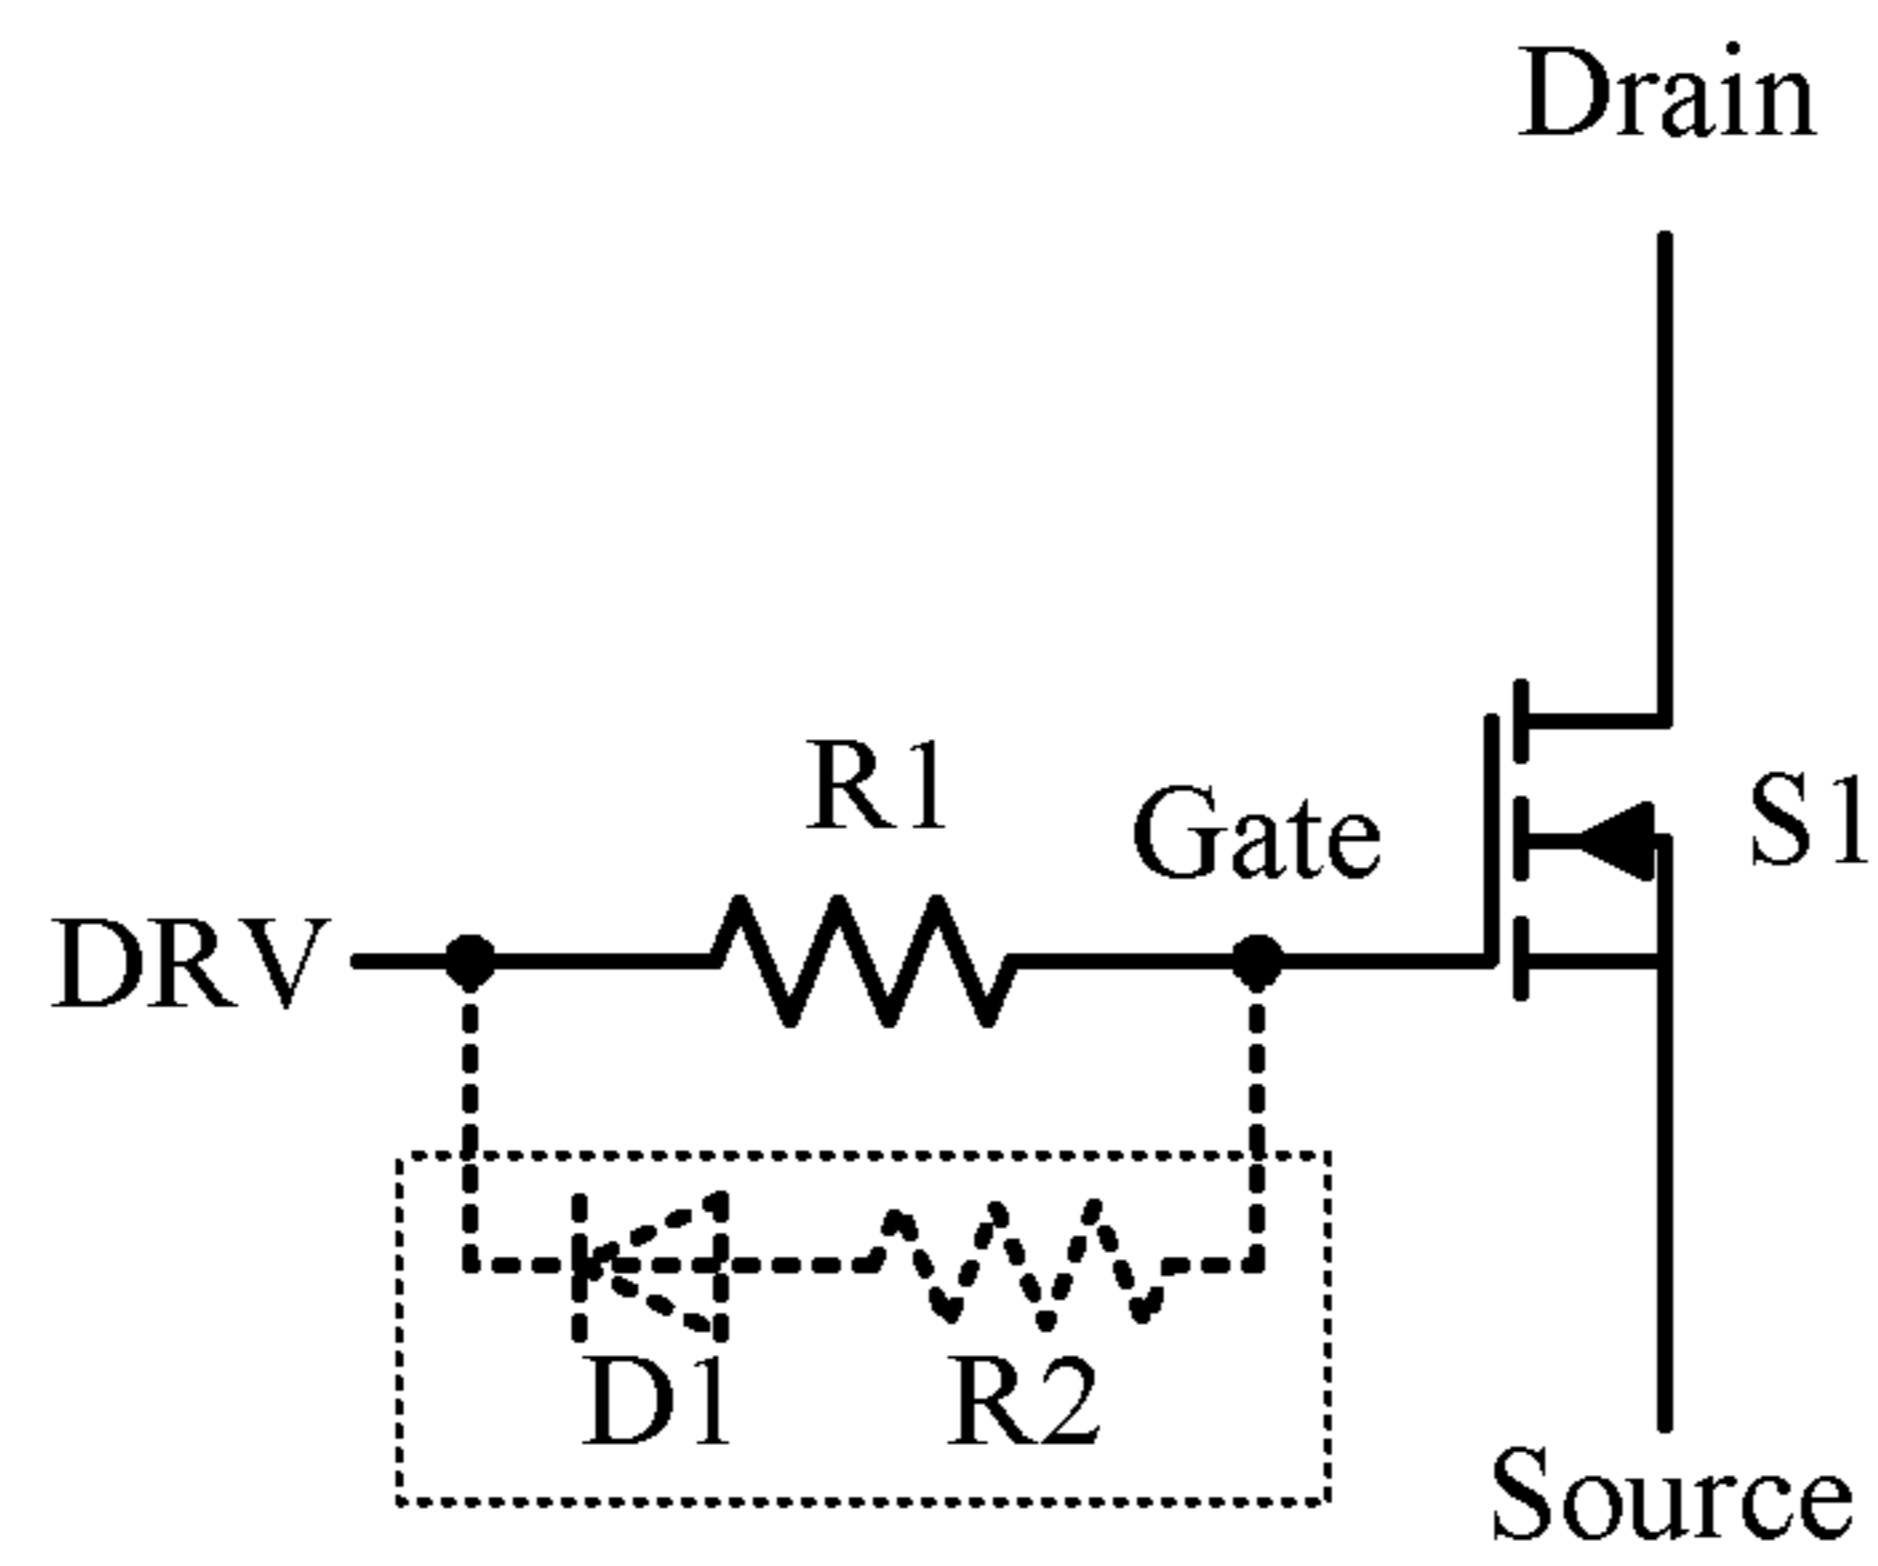 Drain
R1
Gate
S1
DRV
D1
R2
Source